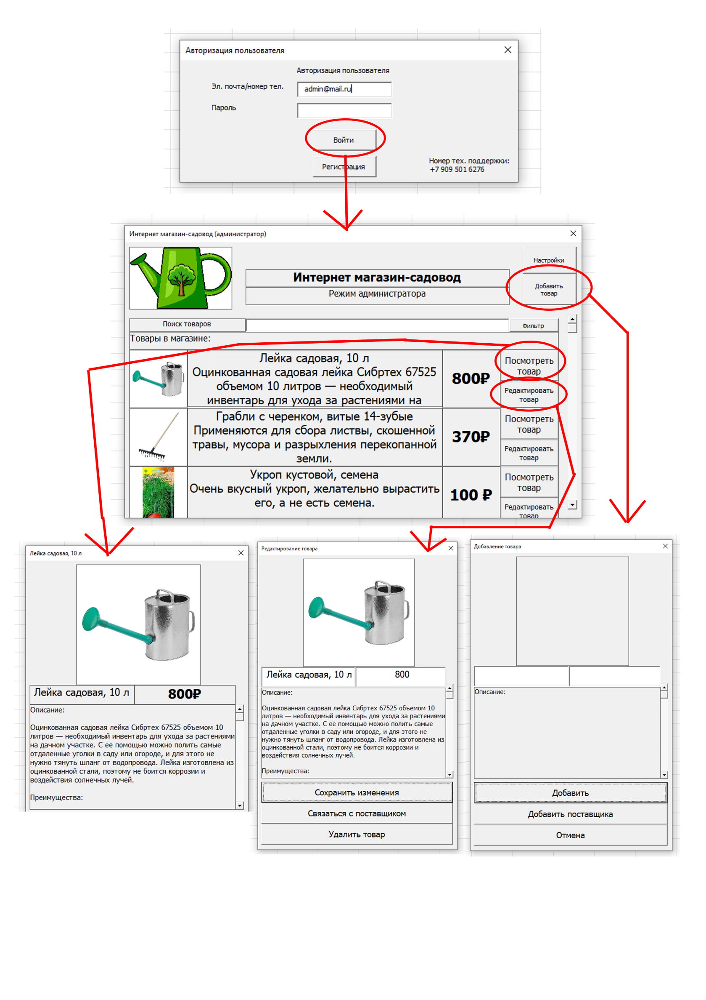 Авторизация пользователя
Авторизация пользователя
Эл. почта/номер тел.
admin@mail.ru
Пароль
Войти
Регистрация
Номер тех. поддержки:
+7 909 501 6276
Интернет магазин-садовод (администратор)
Настройки
Интернет магазин-садовод
Режим администратора
Добавить
товар
Поиск товаров
Фильтр
Товары в магазине:
Лейка садовая, 10 л
Оцинкованная садовая лейка Сибртех 67525
объемом 10 литров — необходимый
инвентарь для ухода за растениями на
800₽
Посмотреть
товар
Редактировать
товар
Грабли с черенком, витые 14-зубые
Применяются для сбора листвы, скошенной
травы, мусора и разрыхления перекопанной
земли.
370₽
Посмотреть
товар
Редактировать
товар
Укроп кустовой, семена
Очень вкусный укроп, желательно вырастить
его, а не есть семена.
100 ₽
Посмотреть
товар
Редактировать
товар
Лейка садовая, 10 л
Лейка садовая, 10 л
800₽
Описание:
Оцинкованная садовая лейка Сибртех 67525 объемом 10
литров — необходимый инвентарь для ухода за растениями
на дачном участке. С ее помощью можно полить самые
отдаленные уголки в саду или огороде, и для этого не
нужно тянуть шланг от водопровода. Лейка изготовлена из
оцинкованной стали, поэтому не боится коррозии и
воздействия солнечных лучей.
Преимущества:
Редактирование товара
Лейка садовая, 10 л
800
Описание:
Оцинкованная садовая лейка Сибртех 67525 объемом 10
литров — необходимый инвентарь для ухода за растениями
на дачном участке. С ее помощью можно полить самые
отдаленные уголки в саду или огороде, и для этого не
нужно тянуть шланг от водопровода. Лейка изготовлена из
оцинкованной стали, поэтому не боится коррозии и
воздействия солнечных лучей.
Преимущества:
Сохранить изменения
Связаться с поставщиком
Удалить товар
Добавление товара
Описание:
Добавить
Добавить поставщика
Отмена